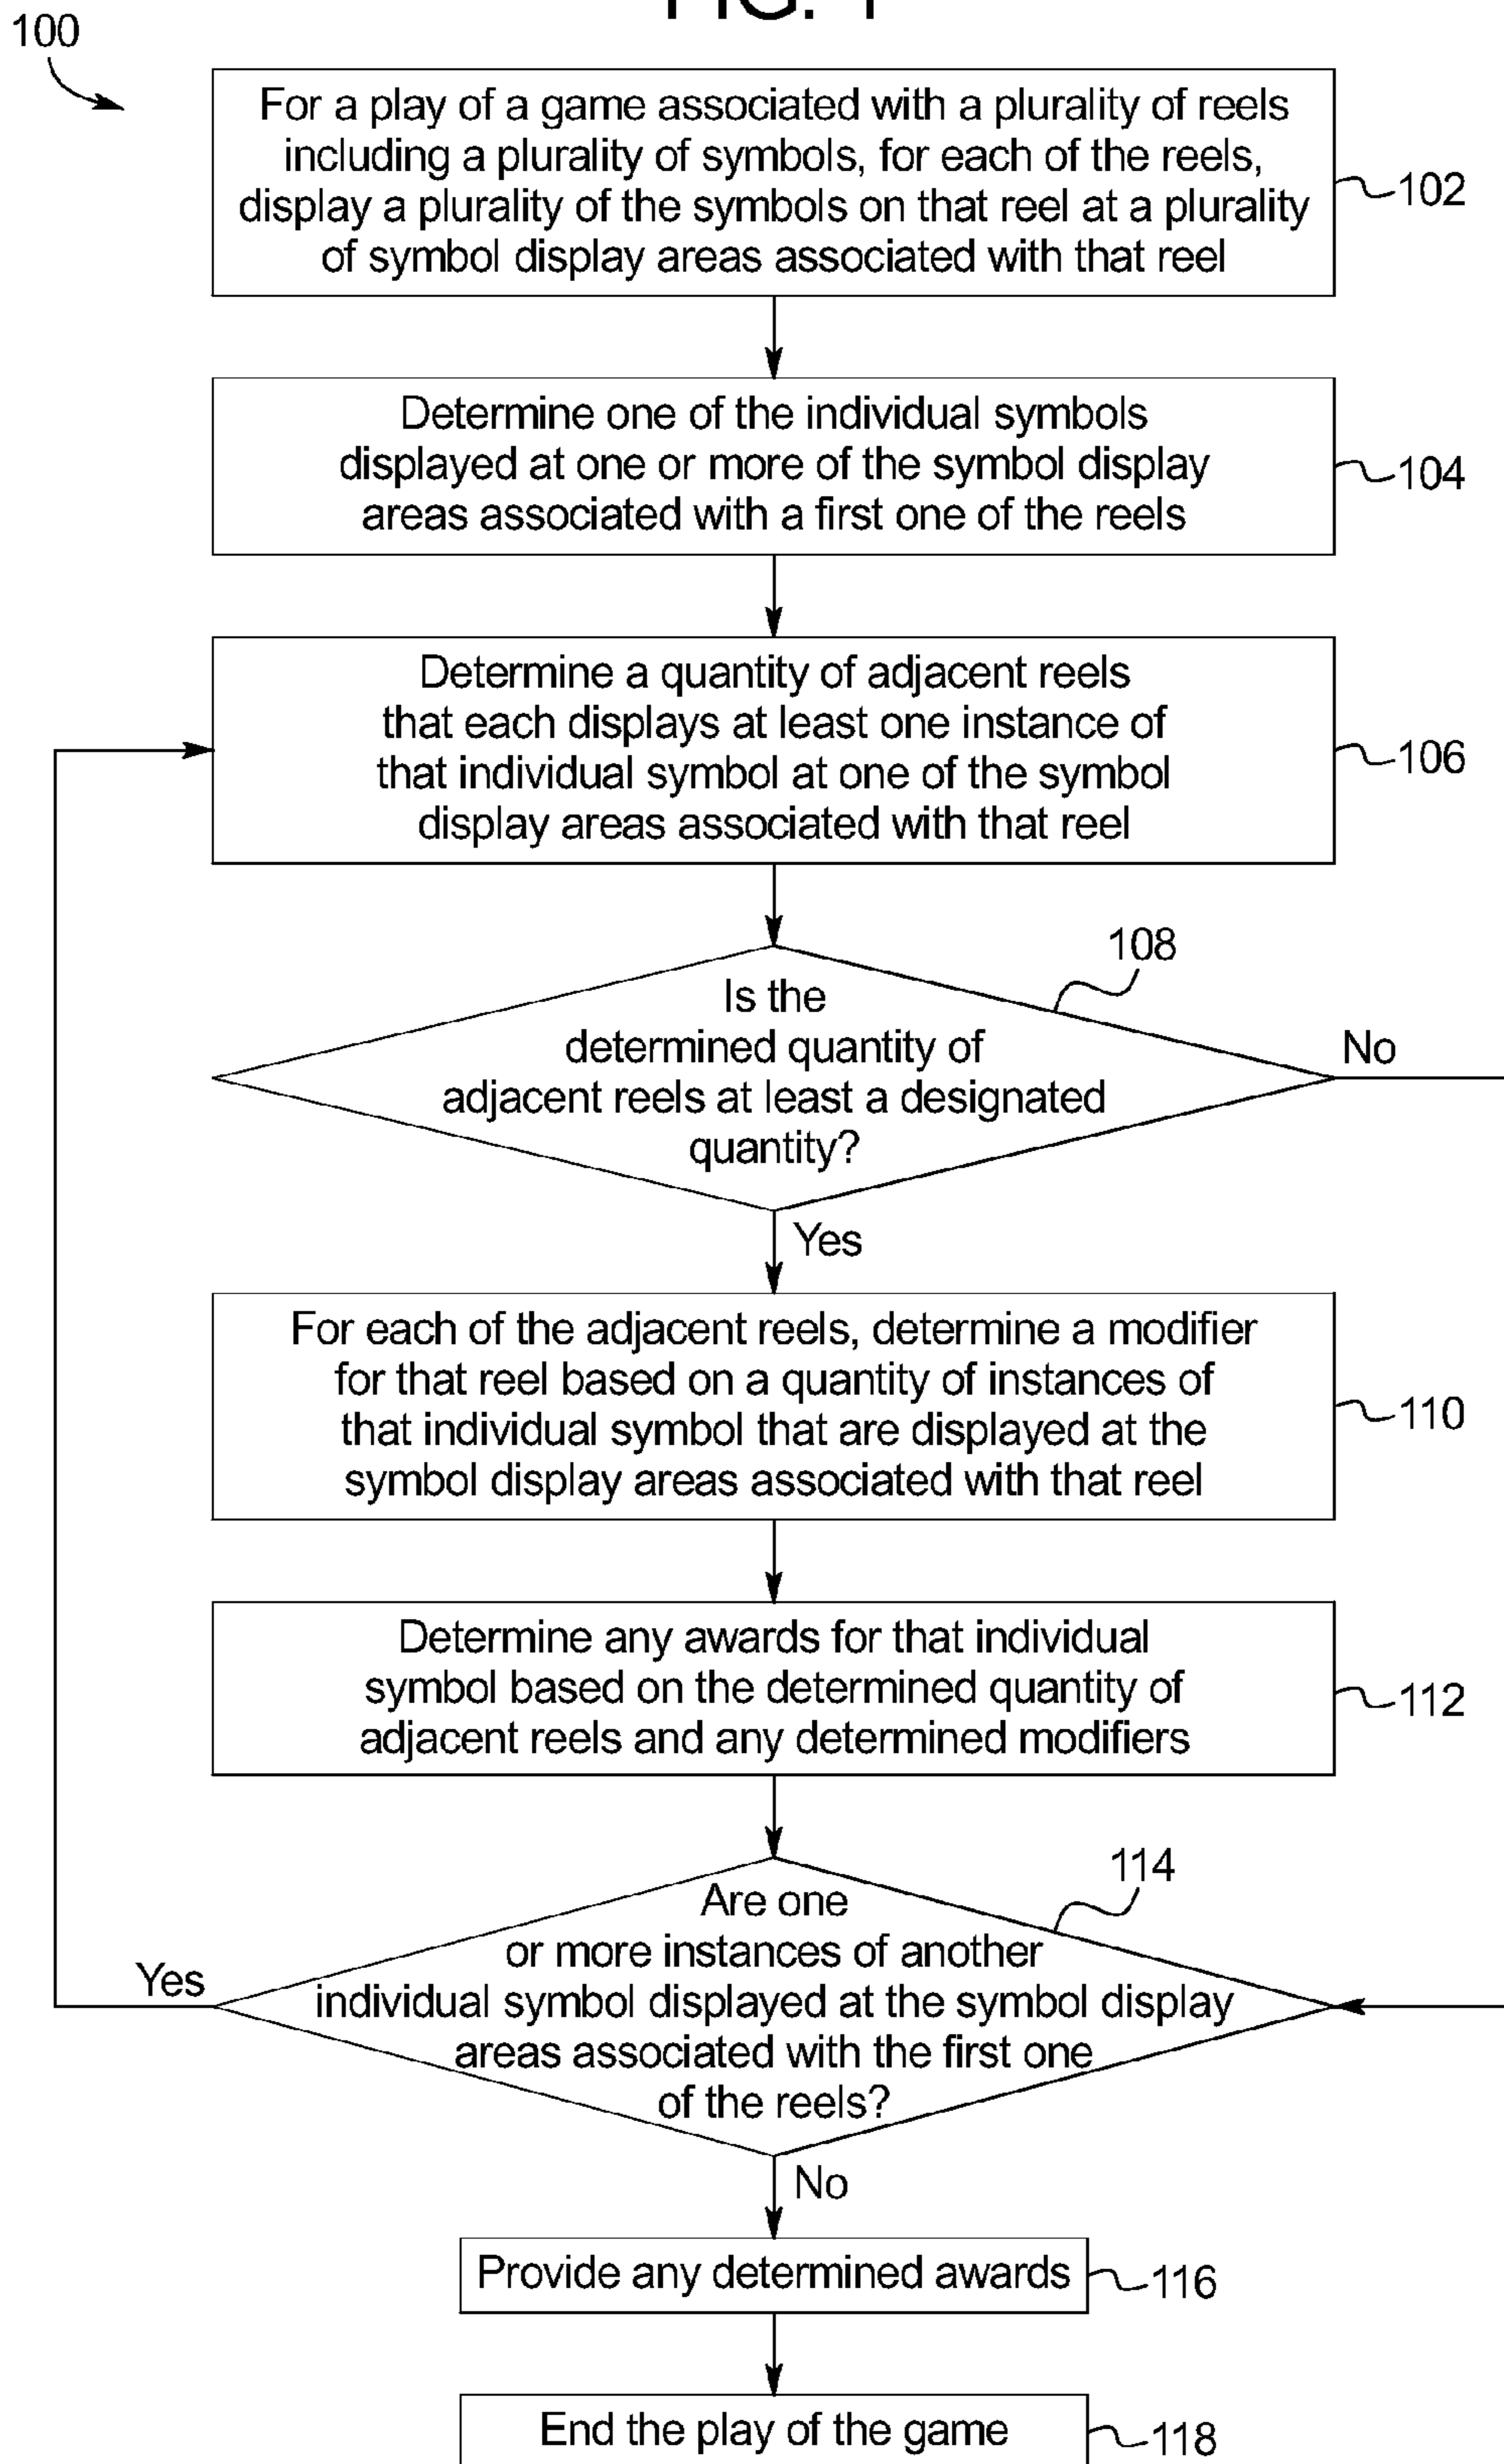 FIG. 1
100
For a play of a game associated with a plurality of reels
including a plurality of symbols, for each of the reels,
display a plurality of the symbols on that reel at a plurality
of symbol display areas associated with that reel
102
Determine one of the individual symbols
displayed at one or more of the symbol display
areas associated with a first one of the reels
104
Determine a quantity of adjacent reels
that each displays at least one instance of
that individual symbol at one of the symbol
display areas associated with that reel
106
108
Is the
determined quantity of
adjacent reels at least a designated
quantity?
No
Yes
For each of the adjacent reels, determine a modifier
for that reel based on a quantity of instances of
that individual symbol that are displayed at the
symbol display areas associated with that reel
110
Determine any awards for that individual
symbol based on the determined quantity of
adjacent reels and any determined modifiers
112
114
Are one
or more instances of another
individual symbol displayed at the symbol display
areas associated with the first one
of the reels?
Yes
No
Provide any determined awards
116
End the play of the game
118